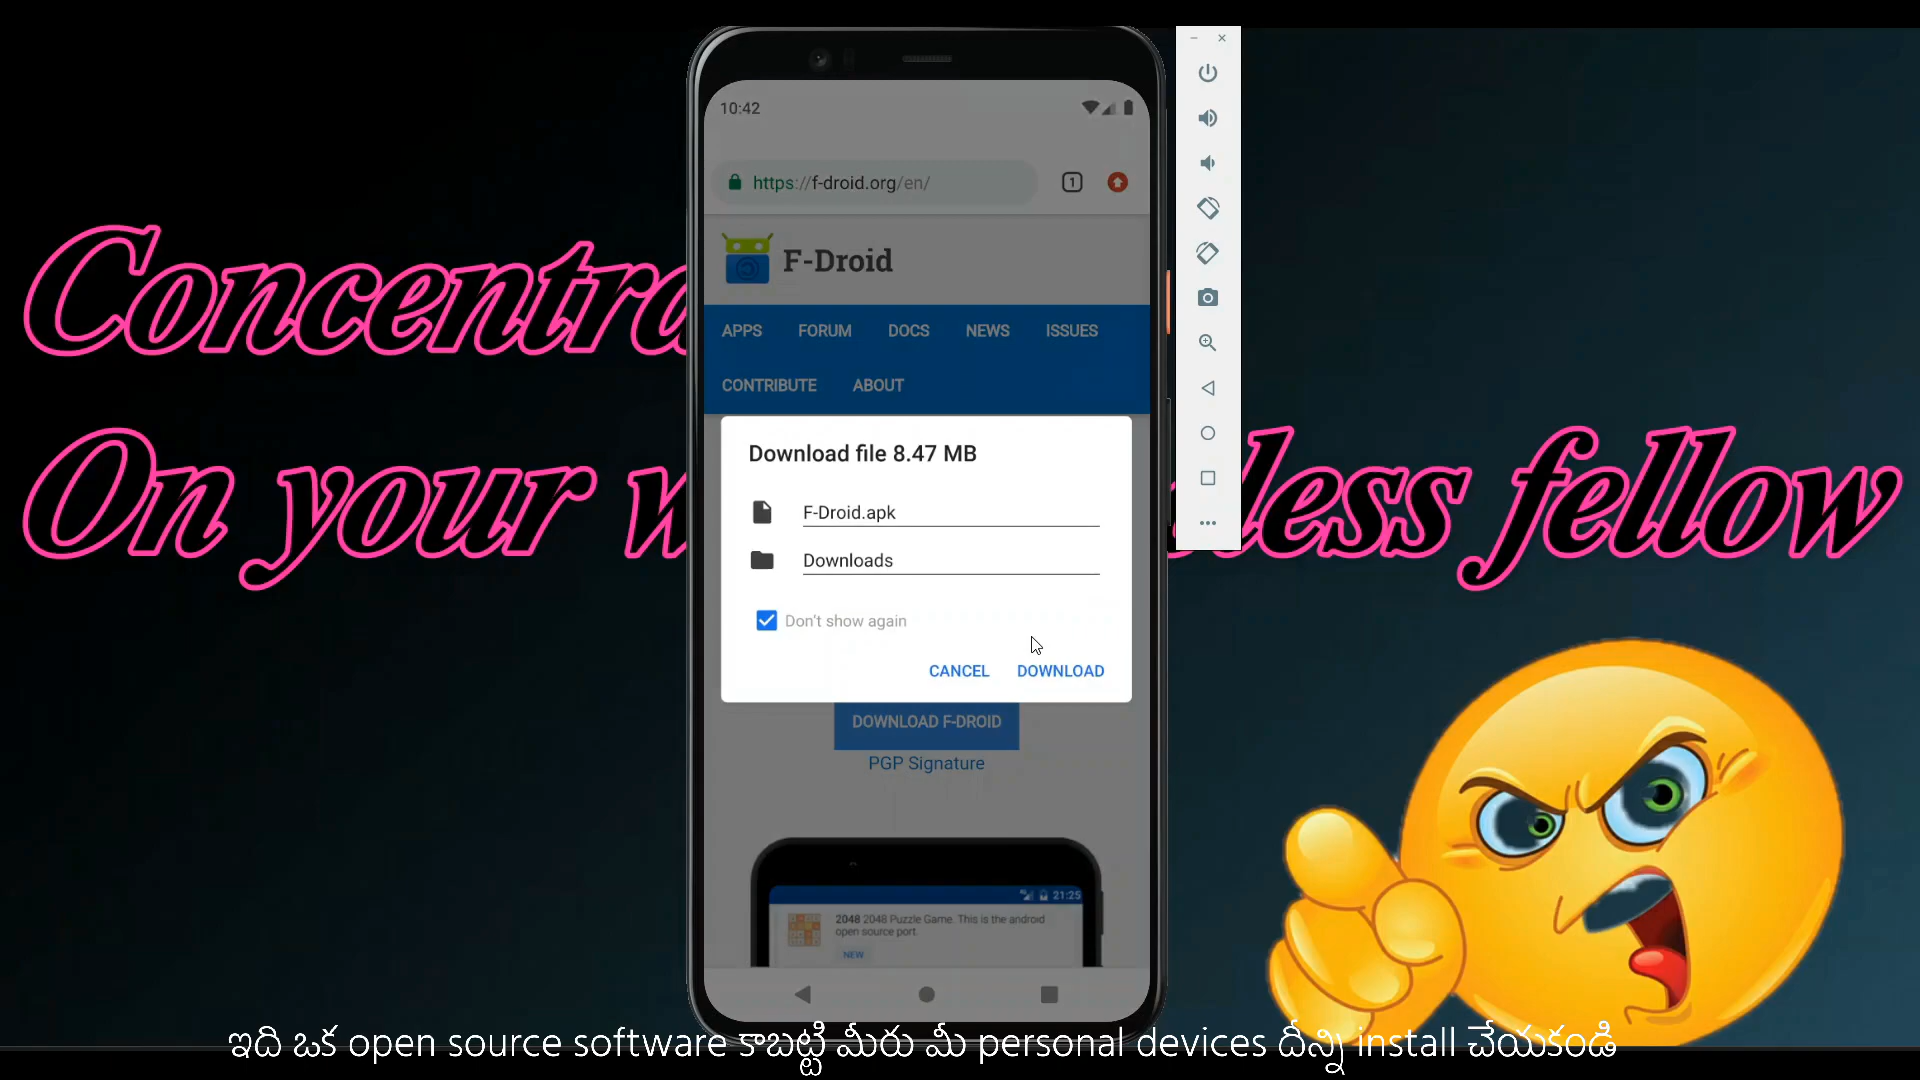 10:42
https://f-droid.org/en/
1
F-Droid
APPS FORUM DOCS NEWS ISSUES
CONTRIBUTE ABOUT
Concentra
On your w
less fellow
Download file 8.47 MB
F-Droid.apk
Downloads
Don't show again
CANCEL DOWNLOAD
DOWNLOAD F-DROID
PGP Signature
21:25
2048 2048 Puzzle Game. This is the android
open source port.
NEW
ఇది ఒక open source software కాబట్టి మీరు మీ personal devices దీన్ని install చేయకండి